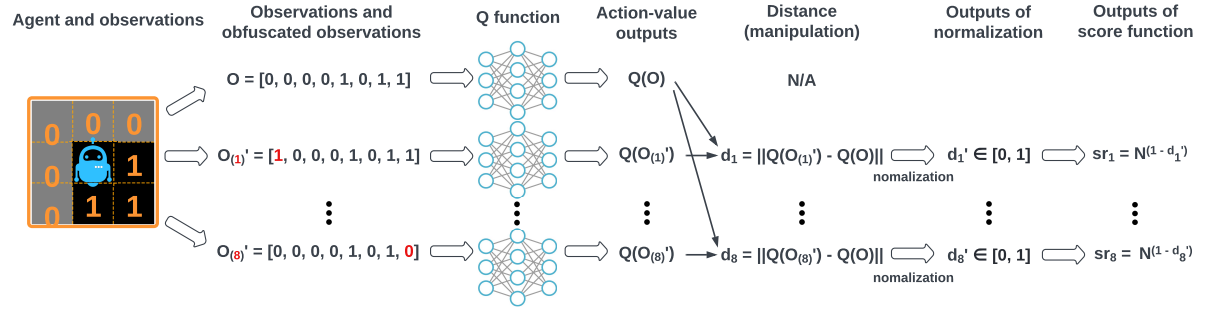 Agent and observations
Observations and
obfuscated observations
Q function
Action-value
outputs
Distance
(manipulation)
Outputs of
normalization
Outputs of
score function
O = [0, 0, 0, 0, 1, 0, 1, 1]
Q(O)
N/A
0 0 0
0 1
0 1 1
O(1)' = [1, 0, 0, 0, 1, 0, 1, 1]
Q(O(1)')
d1 = ||Q(O(1)') - Q(O)||
nomalization
d1' ∈ [0, 1]
sr1 = N(1 - d1')
O(8)' = [0, 0, 0, 0, 1, 0, 1, 0]
Q(O(8)')
d8 = ||Q(O(8)') - Q(O)||
nomalization
d8' ∈ [0, 1]
sr8 = N(1 - d8')